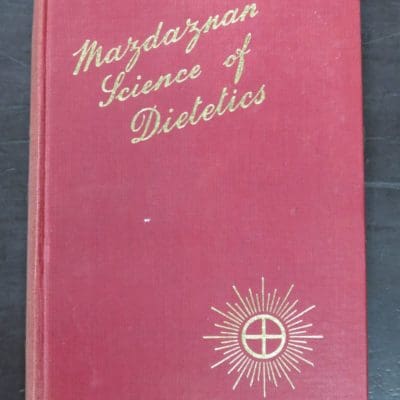 Mazdaznan
Science of
Dietetics